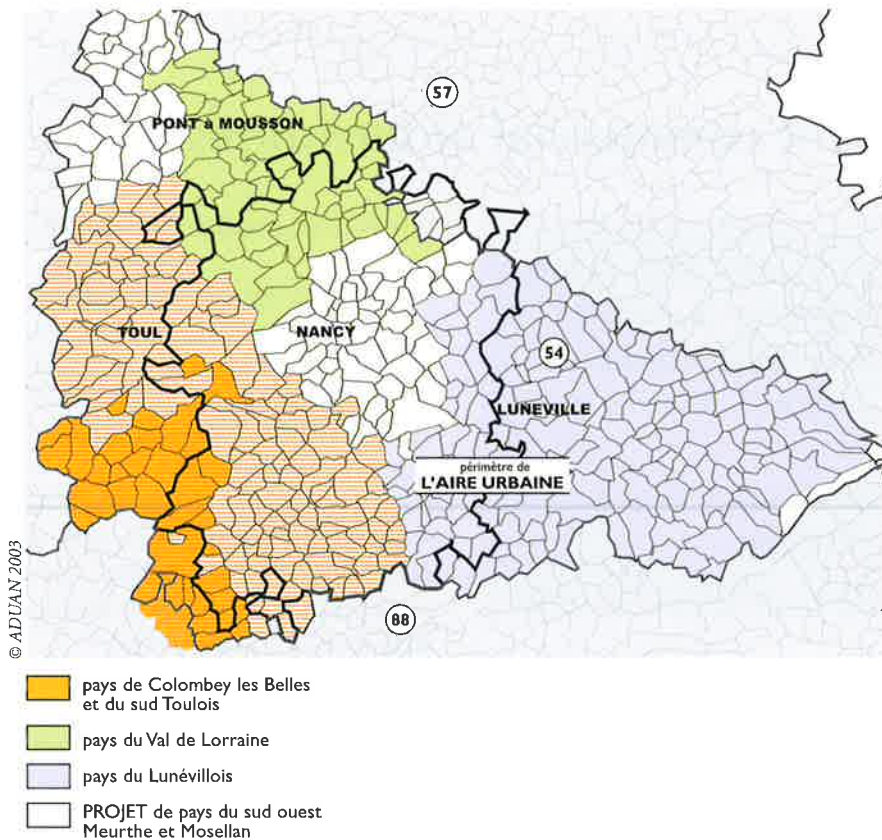 57
PONT à MOUSSON
TOUL
NANCY
54
LUNEVILLE
périmètre de
L'AIRE URBAINE
88
© ADUAN 2003
pays de Colombey les Belles
et du sud Toulois
pays du Val de Lorraine
pays du Lunévillois
PROJET de pays du sud ouest
Meurthe et Mosellan